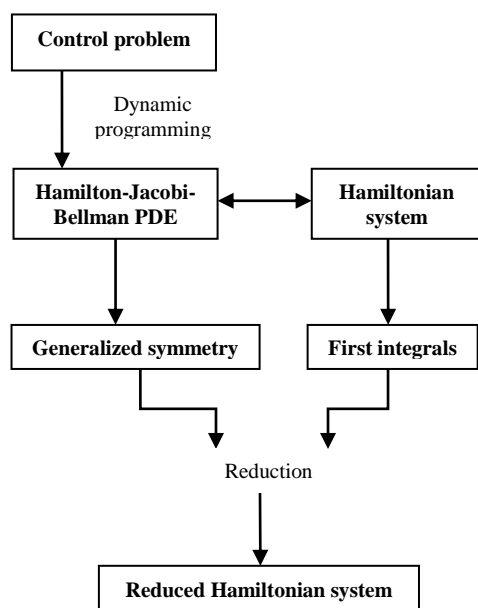 Control problem
Dynamic
programming
Hamilton-Jacobi-
Bellman PDE
Hamiltonian
system
Generalized symmetry
First integrals
Reduction
Reduced Hamiltonian system